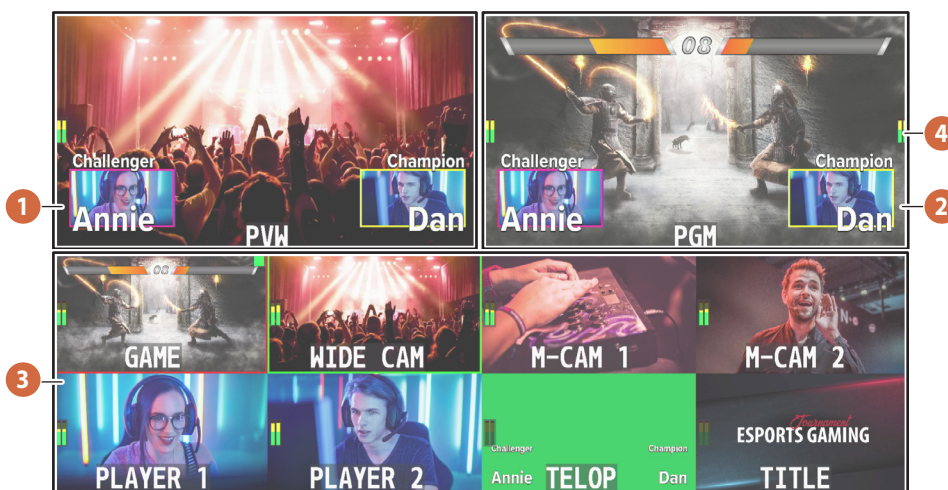 08
Challenger
Champion
Annie
Dan
PVW
Challenger
Champion
Annie
Dan
PGM
1
4
2
08
GAME
WIDE CAM
M-CAM 1
M-CAM 2
3
PLAYER 1
PLAYER 2
Challenger
Champion
Annie
TELOP
Dan
Tournament
ESPORTS GAMING
TITLE